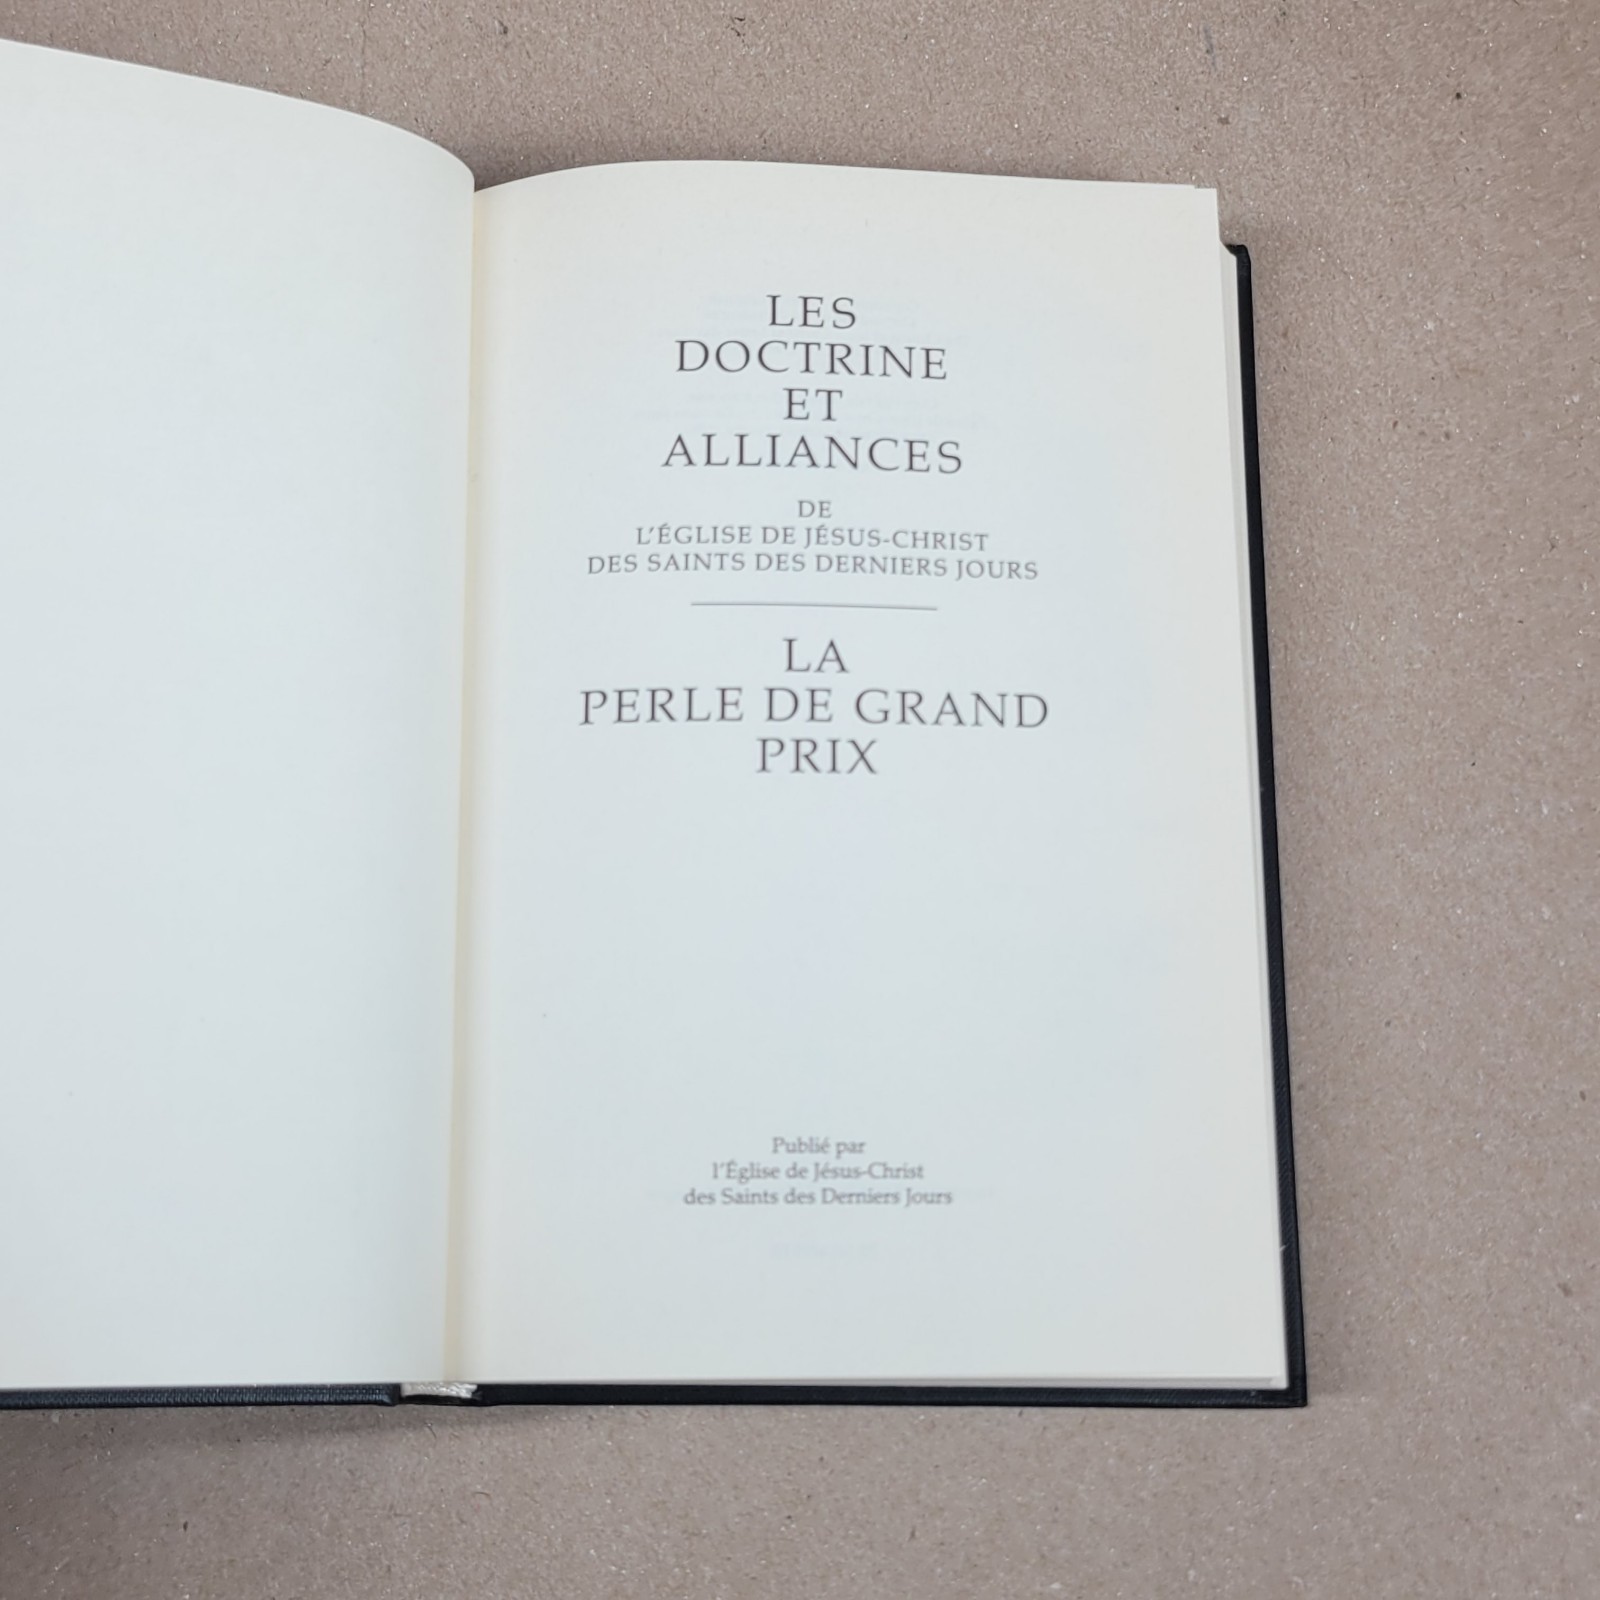 LES
DOCTRINE
ET
ALLIANCES
DE
L'ÉGLISE DE JÉSUS-CHRIST
DES SAINTS DES DERNIERS JOURS
LA
PERLE DE GRAND
PRIX
Publié par
l'Église de Jésus-Christ
des Saints des Derniers Jours